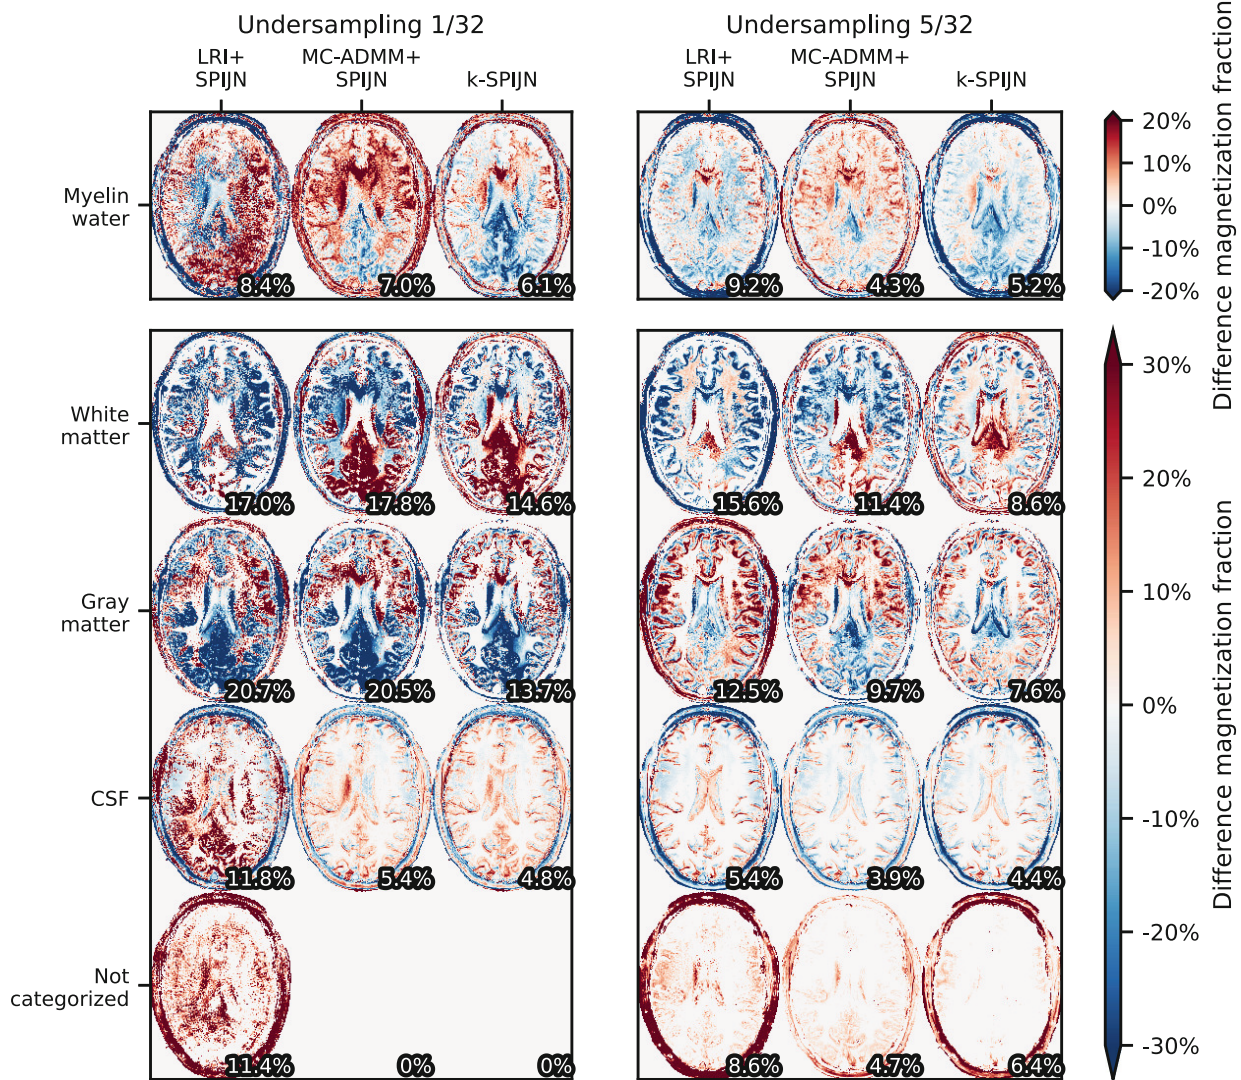 Undersampling 1/32
Undersampling 5/32
LRI+
SPIJN
MC-ADMM+
SPIJN
k-SPIJN
LRI+
SPIJN
MC-ADMM+
SPIJN
k-SPIJN
Myelin
water
8.4%
7.0%
6.1%
9.2%
4.3%
5.2%
20%
10%
0%
-10%
-20%
Difference magnetization fraction
White
matter
17.0%
17.8%
14.6%
15.6%
11.4%
8.6%
Gray
matter
20.7%
20.5%
13.7%
12.5%
9.7%
7.6%
CSF
11.8%
5.4%
4.8%
5.4%
3.9%
4.4%
Not
categorized
11.4%
0%
0%
8.6%
4.7%
6.4%
30%
20%
10%
0%
-10%
-20%
-30%
Difference magnetization fraction